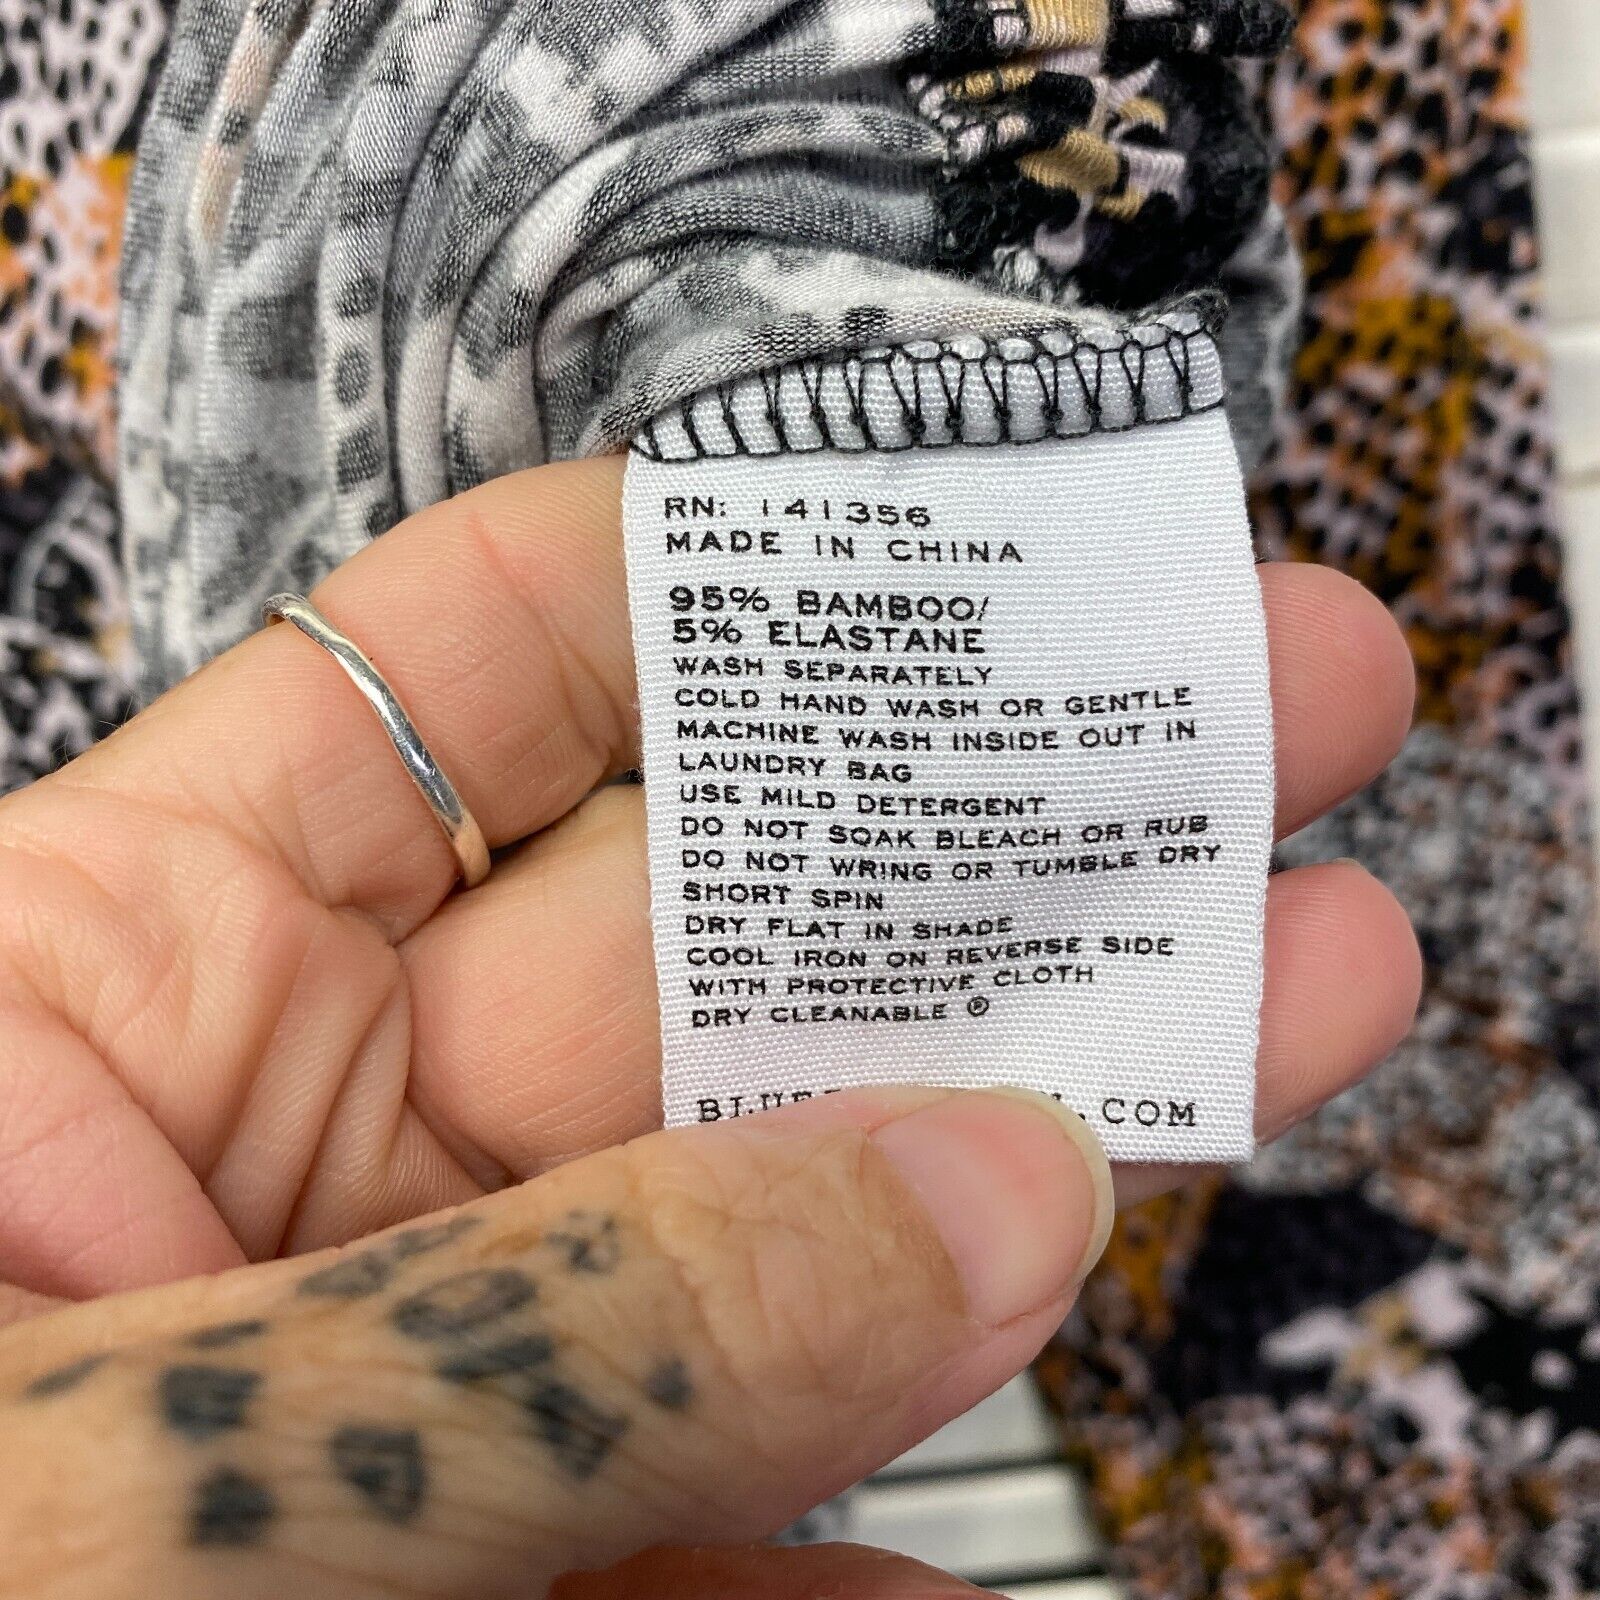 RN: 141356
MADE IN CHINA
95% BAMBOO/
5% ELASTANE
WASH SEPARATELY
COLD HAND WASH OR GENTLE
MACHINE WASH INSIDE OUT IN
LAUNDRY BAG
USE MILD DETERGENT
DO NOT SOAK BLEACH OR RUB
DO NOT WRING OR TUMBLE DRY
SHORT SPIN
DRY FLAT IN SHADE
COOL IRON ON REVERSE SIDE
WITH PROTECTIVE CLOTH
DRY CLEANABLE Ⓟ